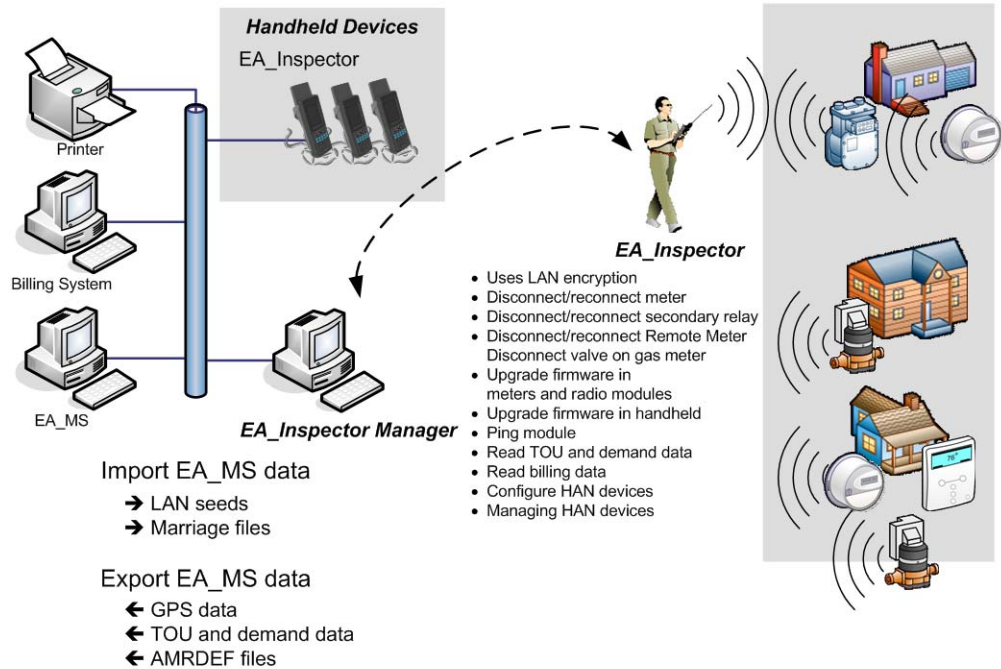 Handheld Devices
EA_Inspector
Printer
Billing System
EA_MS
EA_Inspector Manager
Import EA_MS data
→ LAN seeds
→ Marriage files
Export EA_MS data
← GPS data
← TOU and demand data
← AMRDEF files
EA_Inspector
• Uses LAN encryption
• Disconnect/reconnect meter
• Disconnect/reconnect secondary relay
• Disconnect/reconnect Remote Meter
Disconnect valve on gas meter
• Upgrade firmware in
meters and radio modules
• Upgrade firmware in handheld
• Ping module
• Read TOU and demand data
• Read billing data
• Configure HAN devices
• Managing HAN devices
76°